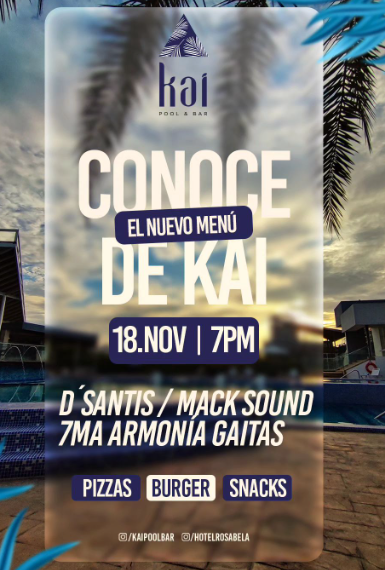 kai
POOL & BAR
CONOCE
EL NUEVO MENÚ
DE KAI
18.NOV | 7PM
D´SANTIS / MACK SOUND
7MA ARMONÍA GAITAS
PIZZAS BURGER SNACKS
/KAIPOOLBAR /HOTELROSABELA